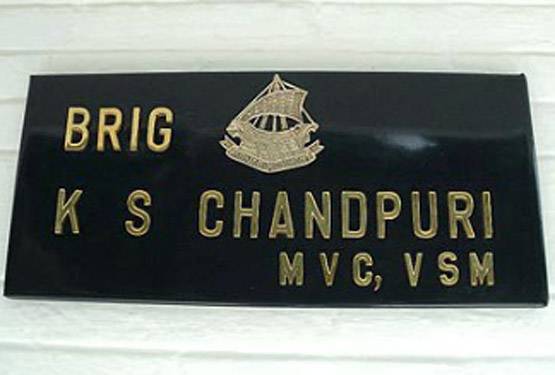 BRIG
K S CHANDPURI
MVC, VSM